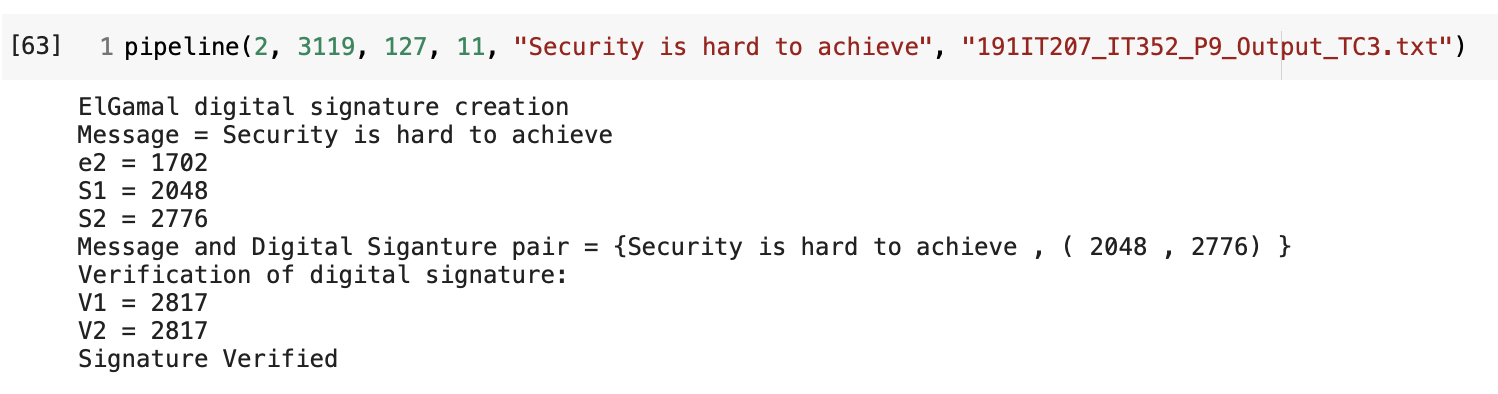 [63] 1 pipeline(2, 3119, 127, 11, "Security is hard to achieve", "191IT207_IT352_P9_Output_TC3.txt")
ElGamal digital signature creation
Message = Security is hard to achieve
e2 = 1702
S1 = 2048
S2 = 2776
Message and Digital Siganture pair = {Security is hard to achieve , ( 2048 , 2776) }
Verification of digital signature:
V1 = 2817
V2 = 2817
Signature Verified